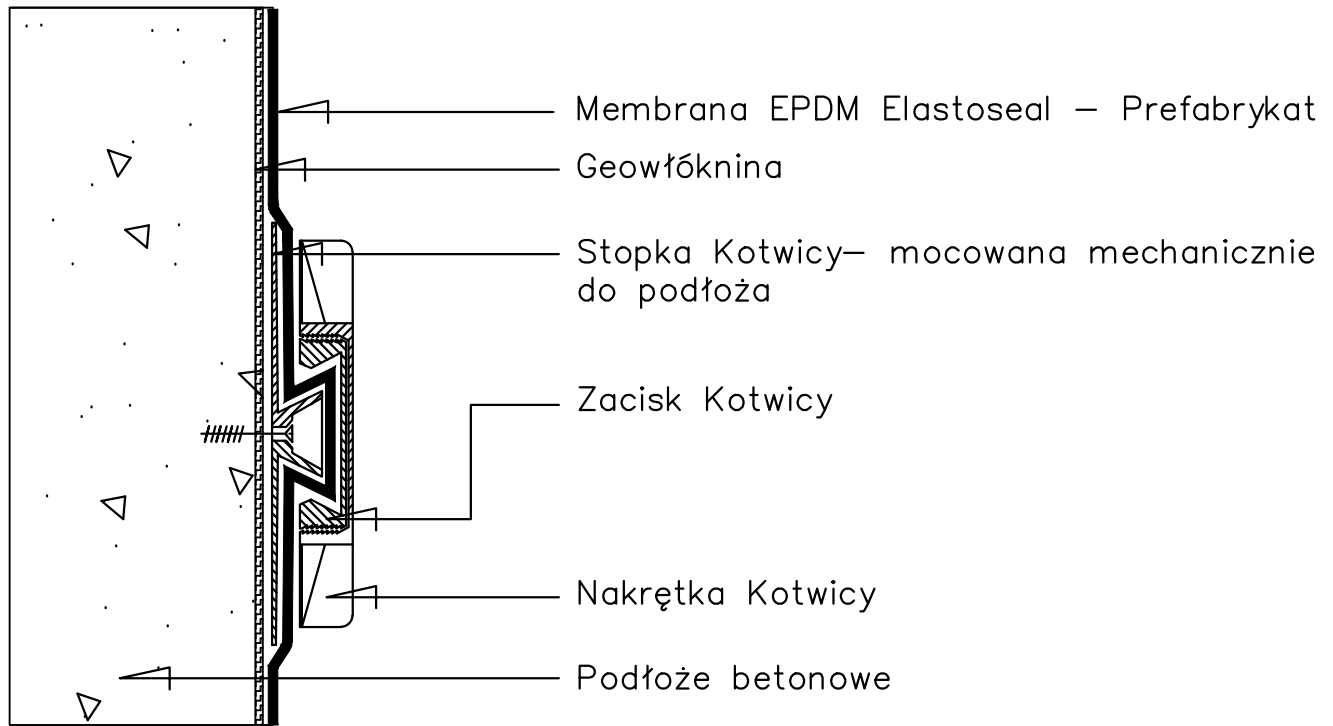 Membrana EPDM Elastoseal – Prefabrykat
Geowłóknina
Stopka Kotwicy– mocowana mechanicznie
do podłoża
Zacisk Kotwicy
Nakrętka Kotwicy
Podłoże betonowe